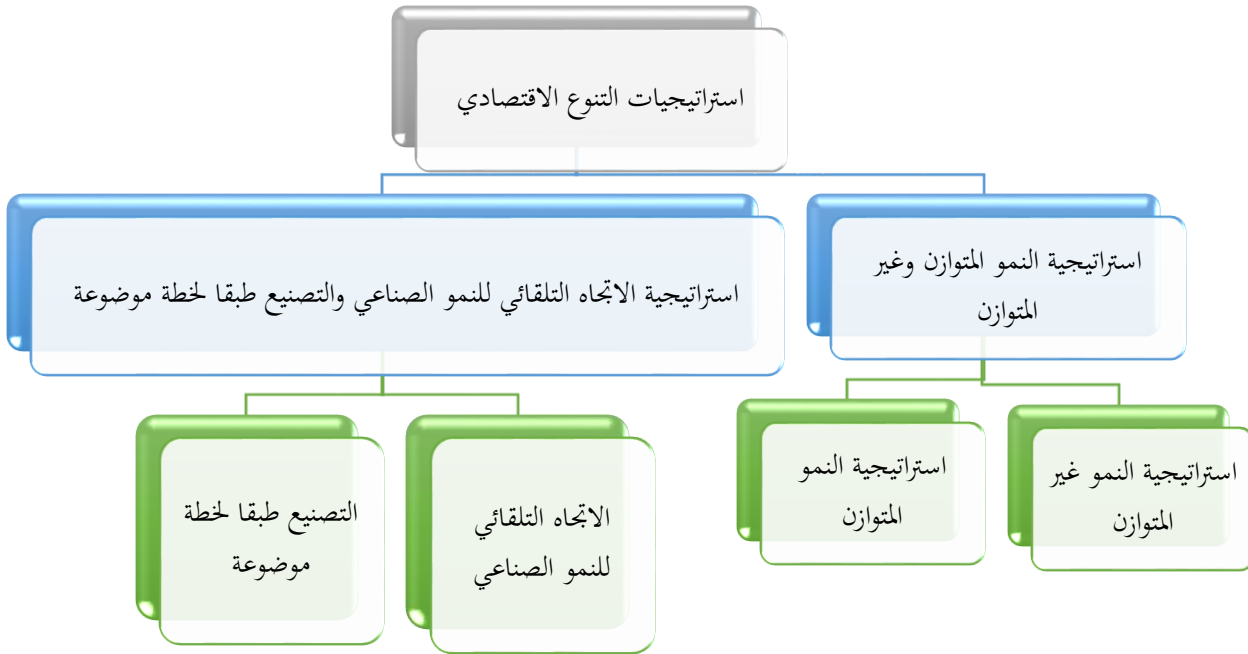 استراتيجيات التنوع الاقتصادي
استراتيجية النمو المتوازن وغير
المتوازن
استراتيجية الاتجاه التلقائي للنمو الصناعي والتصنيع طبقا لخطة موضوعة
استراتيجية النمو غير
المتوازن
استراتيجية النمو
المتوازن
الاتجاه التلقائي
للنمو الصناعي
التصنيع طبقا لخطة
موضوعة